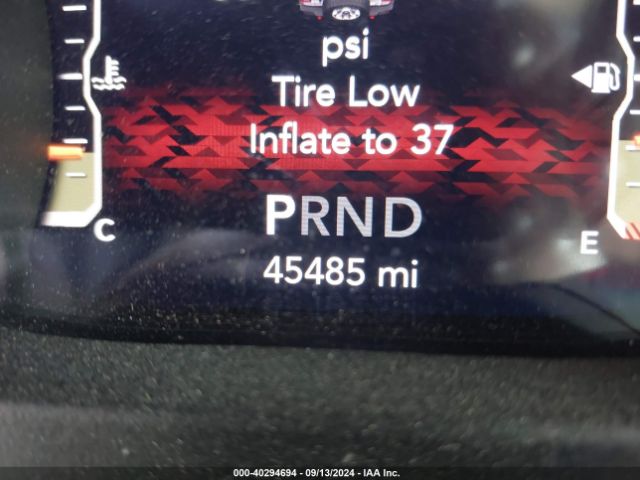 psi
Tire Low
Inflate to 37
PRND
C
E
45485 mi
000-40294694 - 09/13/2024 - IAA Inc.